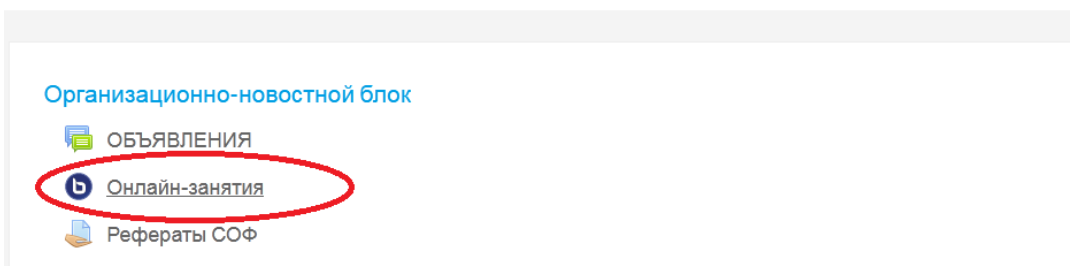 Организационно-новостной блок
ОБЪЯВЛЕНИЯ
Онлайн-занятия
Рефераты СОФ